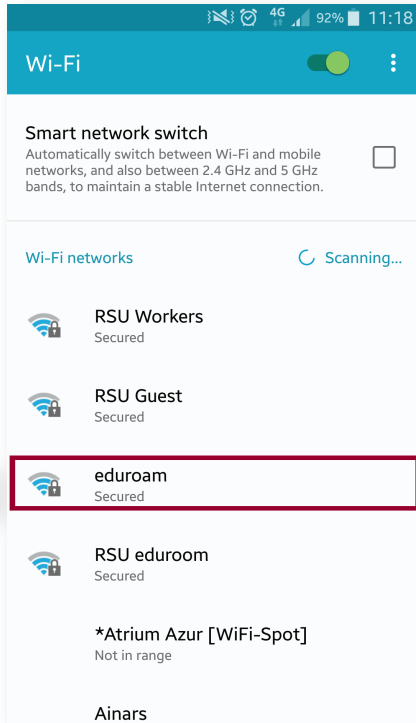 4G 92% 11:18
Wi-Fi
Smart network switch
Automatically switch between Wi-Fi and mobile
networks, and also between 2.4 GHz and 5 GHz
bands, to maintain a stable Internet connection.
Wi-Fi networks Scanning...
RSU Workers
Secured
RSU Guest
Secured
eduroam
Secured
RSU eduroom
Secured
*Atrium Azur [WiFi-Spot]
Not in range
Ainars